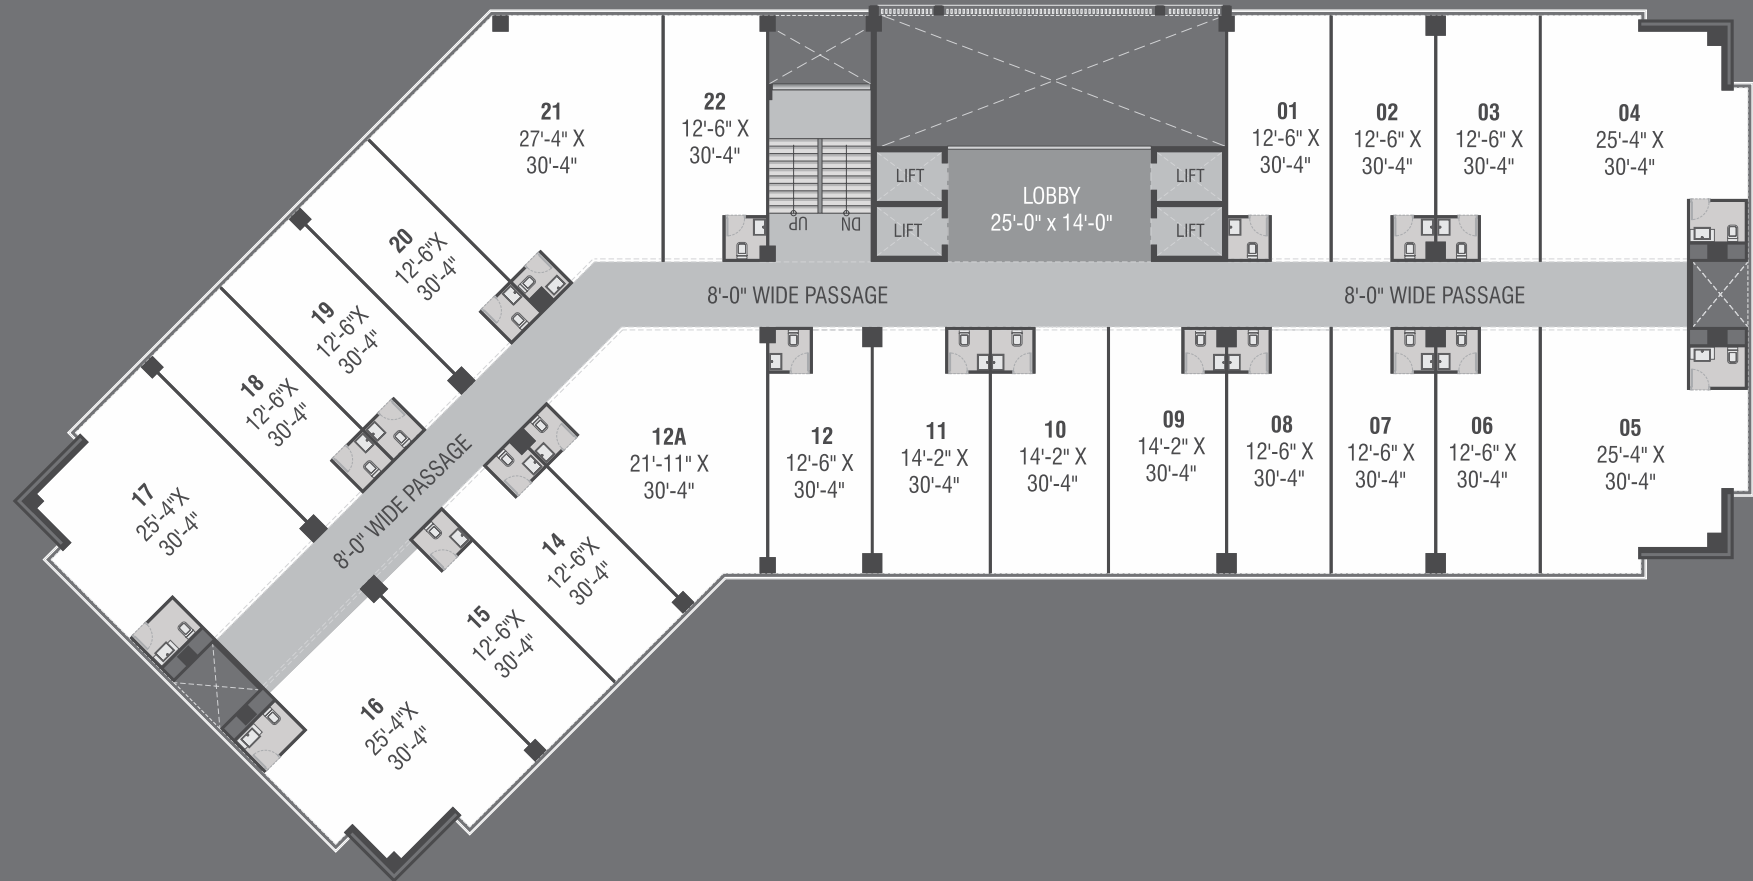 21
27'-4" X
30'-4"
22
12'-6" X
30'-4"
UP
DN
LIFT
LIFT
LOBBY
25'-0" x 14'-0"
LIFT
LIFT
01
12'-6" X
30'-4"
02
12'-6" X
30'-4"
03
12'-6" X
30'-4"
04
25'-4" X
30'-4"
20
12'-6"X
30'-4"
19
12'-6"X
30'-4"
18
12'-6"X
30'-4"
17
25'-4"X
30'-4"
8'-0" WIDE PASSAGE
8'-0" WIDE PASSAGE
8'-0" WIDE PASSAGE
16
25'-4"X
30'-4"
15
12'-6"X
30'-4"
14
12'-6"X
30'-4"
12A
21'-11" X
30'-4"
12
12'-6" X
30'-4"
11
14'-2" X
30'-4"
10
14'-2" X
30'-4"
09
14'-2" X
30'-4"
08
12'-6" X
30'-4"
07
12'-6" X
30'-4"
06
12'-6" X
30'-4"
05
25'-4" X
30'-4"